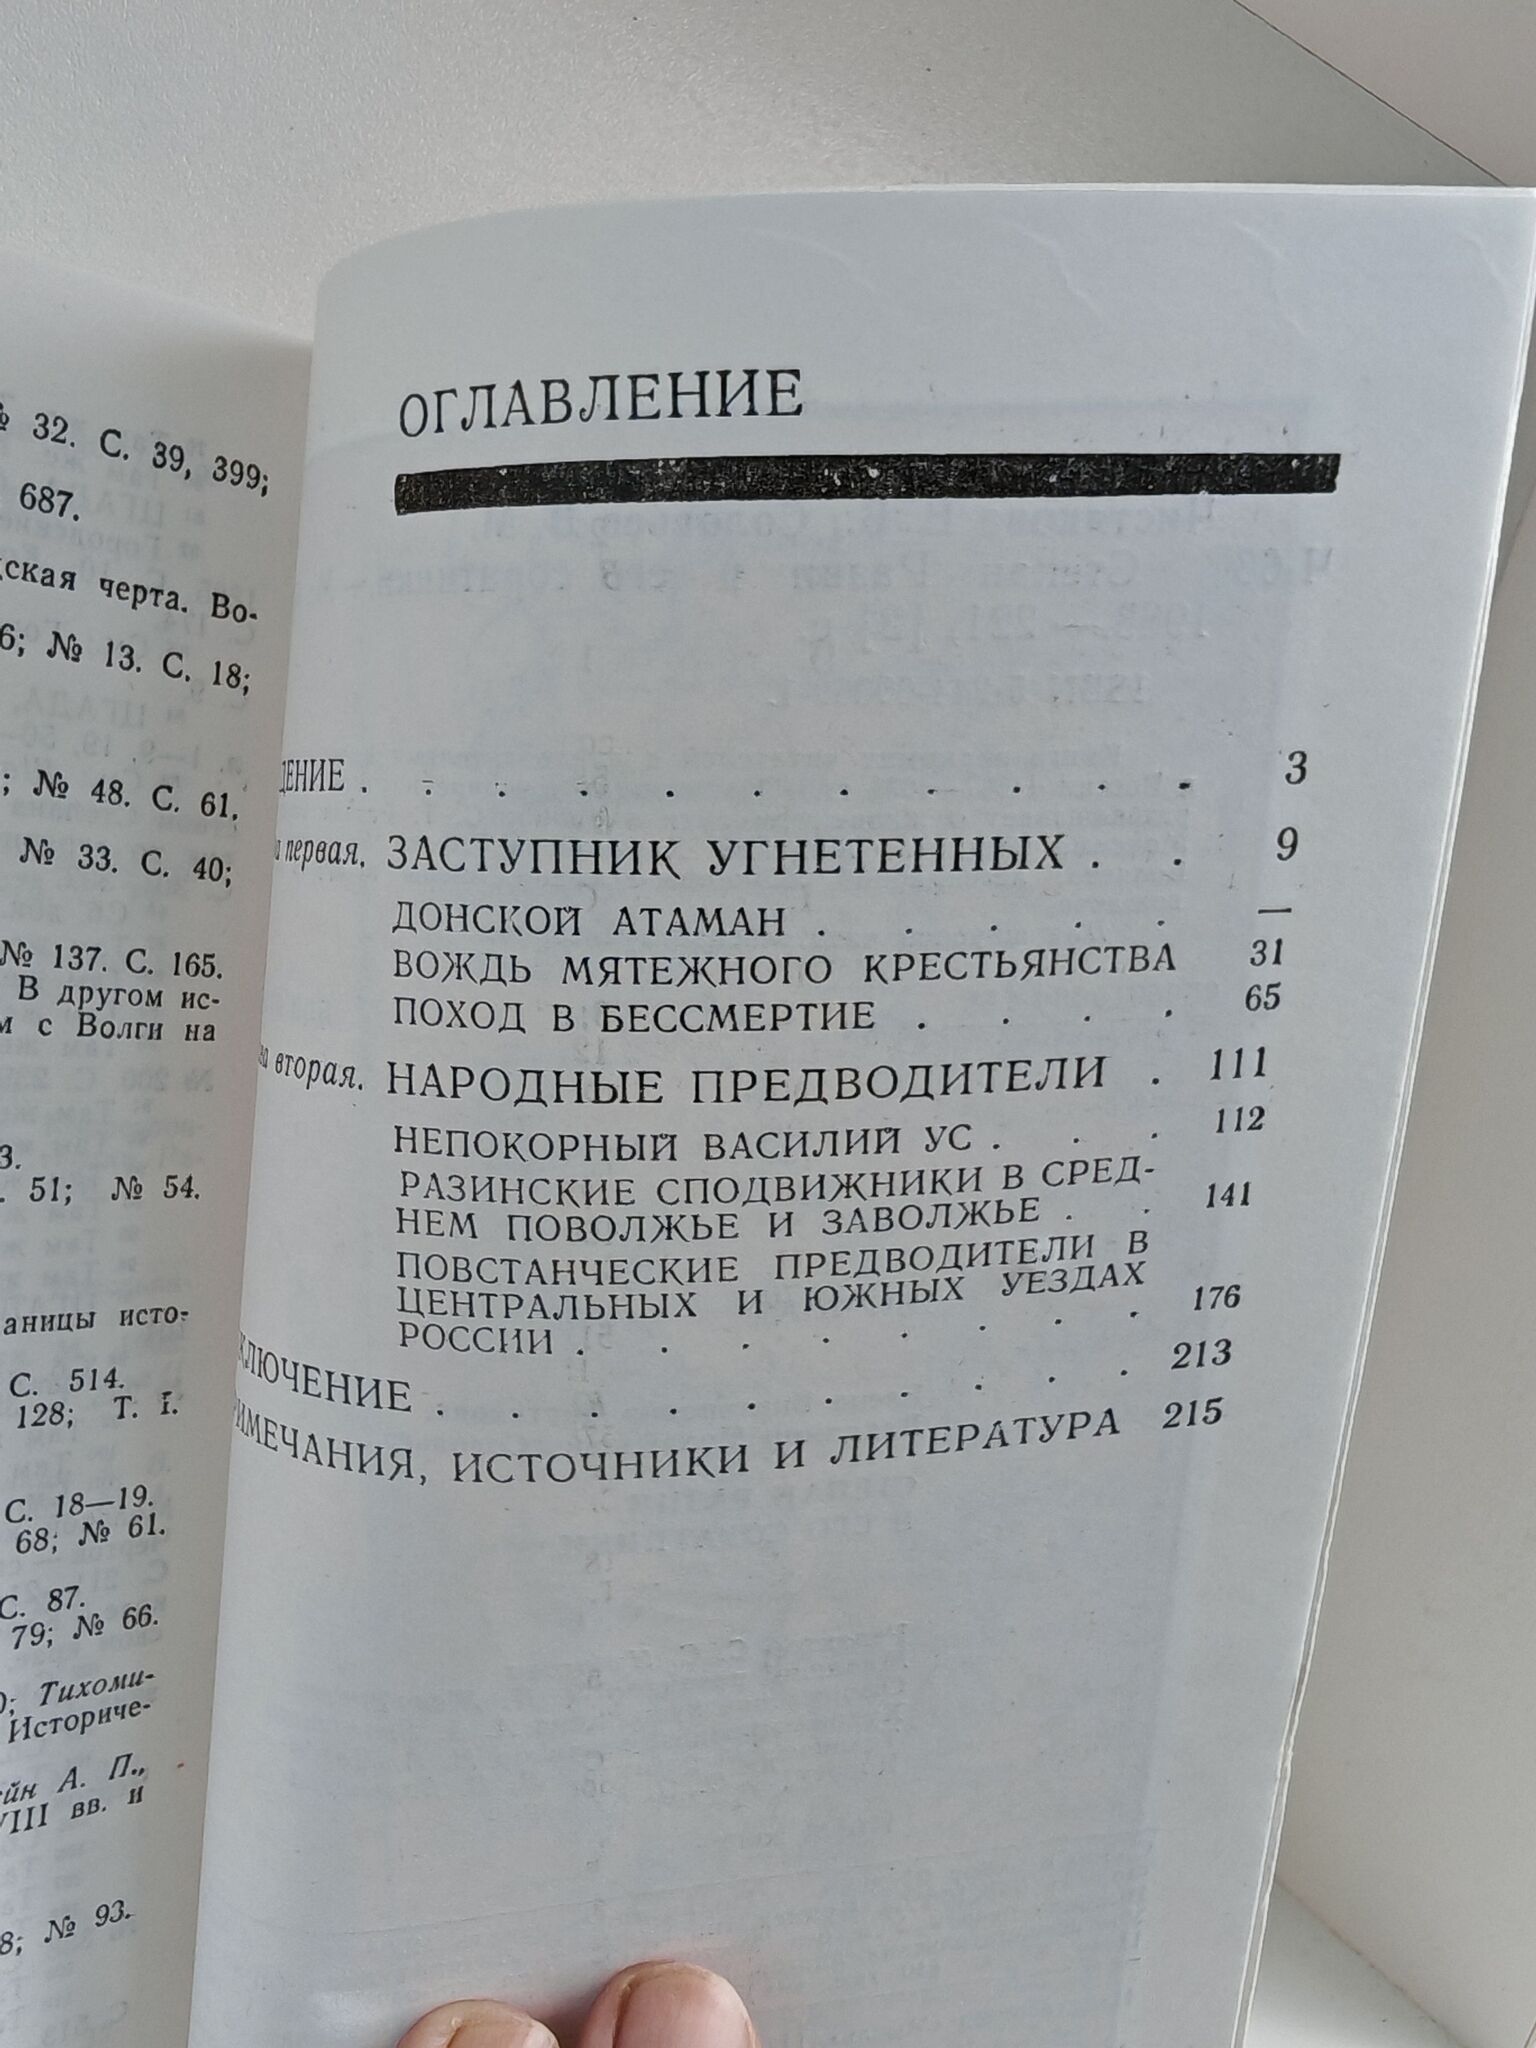 № 32. С. 39, 399;
687.
черта. Во-
6; № 13. С. 18;
; № 48. С. 61.
№ 33. С. 40;
№ 137. С. 165.
В другом ис-
м с Волги на
3.
. 51; № 54.
аницы исто-
С. 514.
128; Т. I.
С. 18—19.
68; № 61.
С. 87.
79; № 66.
0; Тихоми-
Историче-
А. П.,
VIII вв. и
8; № 93.
ОГЛАВЛЕНИЕ
ДЕНИЕ . . . . . . . . . . . 3
а первая. ЗАСТУПНИК УГНЕТЕННЫХ . . 9
ДОНСКОЙ АТАМАН . . . . . —
ВОЖДЬ МЯТЕЖНОГО КРЕСТЬЯНСТВА 31
ПОХОД В БЕССМЕРТИЕ . . . . 65
ва вторая. НАРОДНЫЕ ПРЕДВОДИТЕЛИ . 111
НЕПОКОРНЫЙ ВАСИЛИЙ УС . . . 112
РАЗИНСКИЕ СПОДВИЖНИКИ В СРЕД-
НЕМ ПОВОЛЖЬЕ И ЗАВОЛЖЬЕ . . 141
ПОВСТАНЧЕСКИЕ ПРЕДВОДИТЕЛИ В
ЦЕНТРАЛЬНЫХ И ЮЖНЫХ УЕЗДАХ
РОССИИ . . . . . . . . 176
КЛЮЧЕНИЕ . . . . . . . . . 213
ИМЕЧАНИЯ, ИСТОЧНИКИ И ЛИТЕРАТУРА 215